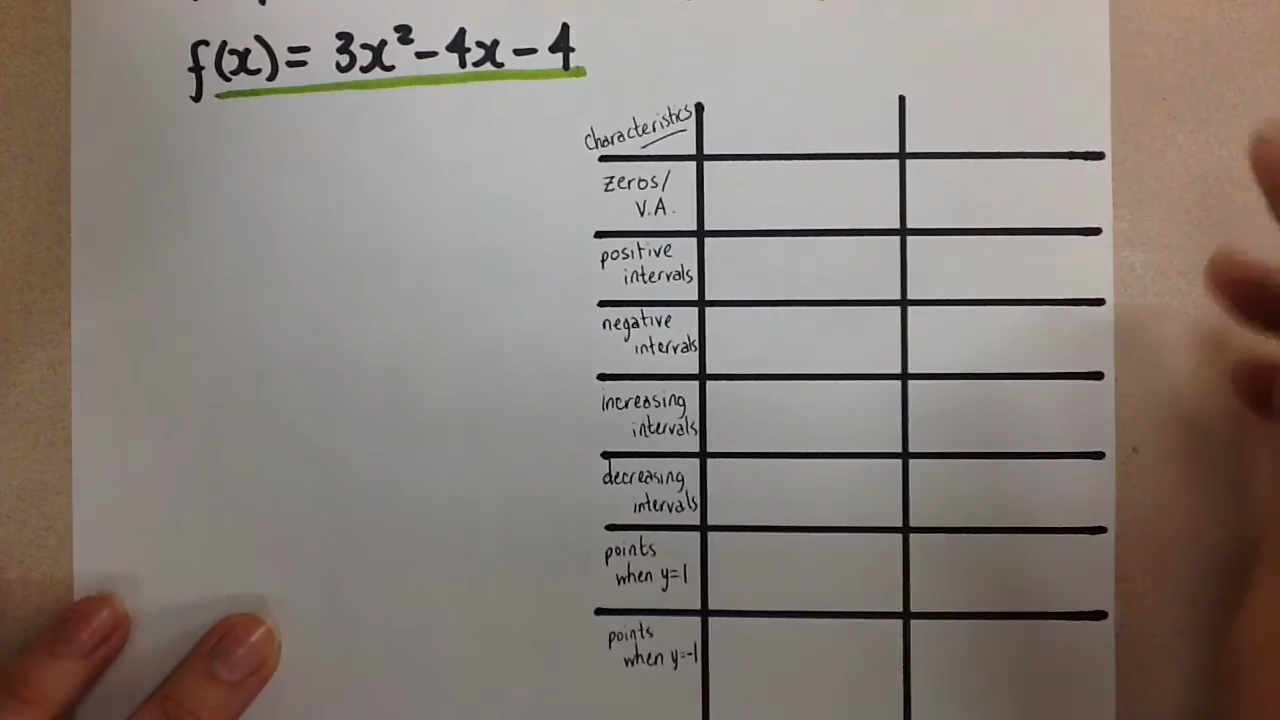 f(x) = 3x² - 4x - 4
characteristics
zeros/
V.A.
positive
intervals
negative
intervals
increasing
intervals
decreasing
intervals
points
when y=1
points
when y=-1